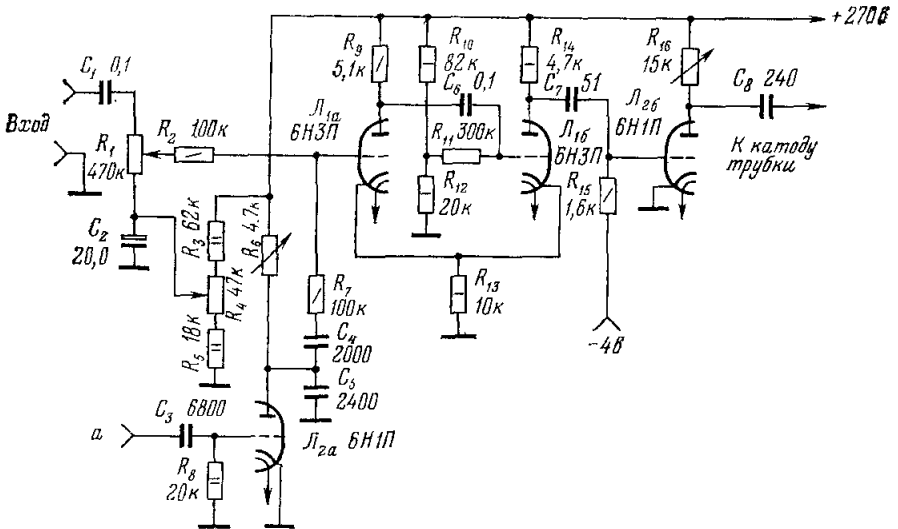 +270в
C₁ 0,1
Вход
R₁
470к
R₂ 100к
C₂
20,0
R₃ 62к
R₄ 47к
R₅ 18к
R₆ 4.7к
R₇
100к
C₄
2000
C₅
2400
а
C₃ 6800
R₈
20к
Л₂ₐ 6Н1П
R₉
5,1к
R₁₀
82к
C₆ 0,1
Л₁ₐ
6Н3П
R₁₁ 300к
R₁₂
20к
R₁₃
10к
R₁₄
4,7к
C₇ 51
Л₁б
6Н3П
R₁₅
1,6к
-4в
Л₂б
6Н1П
R₁₆
15к
C₈ 240
К катоду
трубки